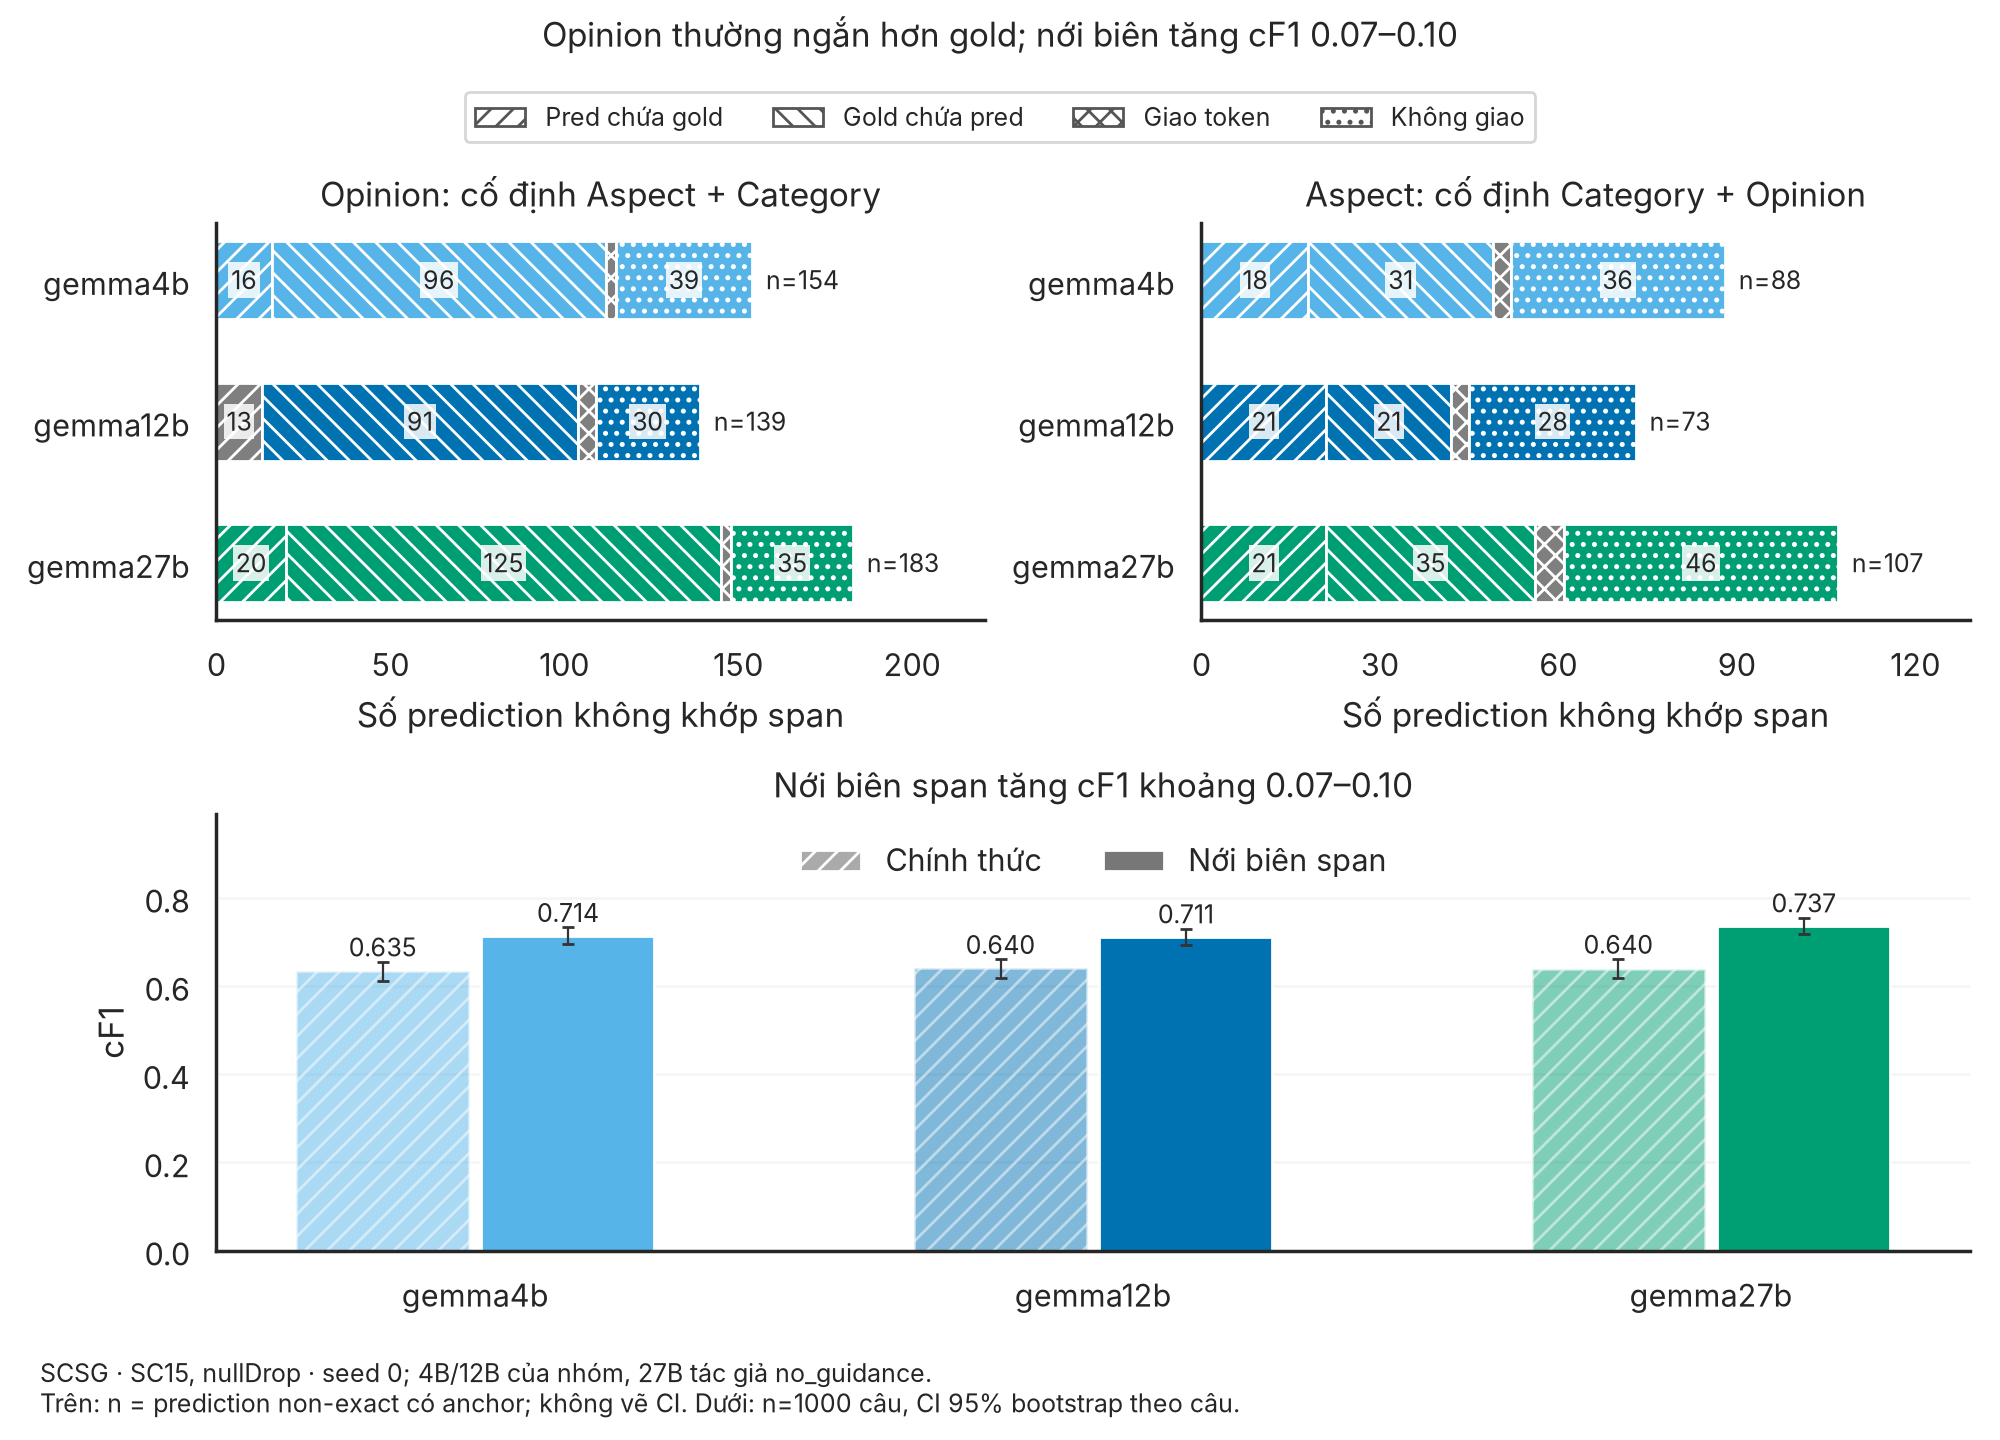 Opinion thường ngắn hơn gold; nới biên tăng cF1 0.07–0.10
Pred chứa gold Gold chứa pred Giao token Không giao
Opinion: cố định Aspect + Category
gemma4b 16 96 39 n=154
gemma12b 13 91 30 n=139
gemma27b 20 125 35 n=183
0 50 100 150 200
Số prediction không khớp span
Aspect: cố định Category + Opinion
gemma4b 18 31 36 n=88
gemma12b 21 21 28 n=73
gemma27b 21 35 46 n=107
0 30 60 90 120
Số prediction không khớp span
Nới biên span tăng cF1 khoảng 0.07–0.10
Chính thức Nới biên span
cF1
0.8
0.6
0.4
0.2
0.0
0.635 0.714 0.640 0.711 0.640 0.737
gemma4b gemma12b gemma27b
SCSG · SC15, nullDrop · seed 0; 4B/12B của nhóm, 27B tác giả no_guidance.
Trên: n = prediction non-exact có anchor; không vẽ CI. Dưới: n=1000 câu, CI 95% bootstrap theo câu.